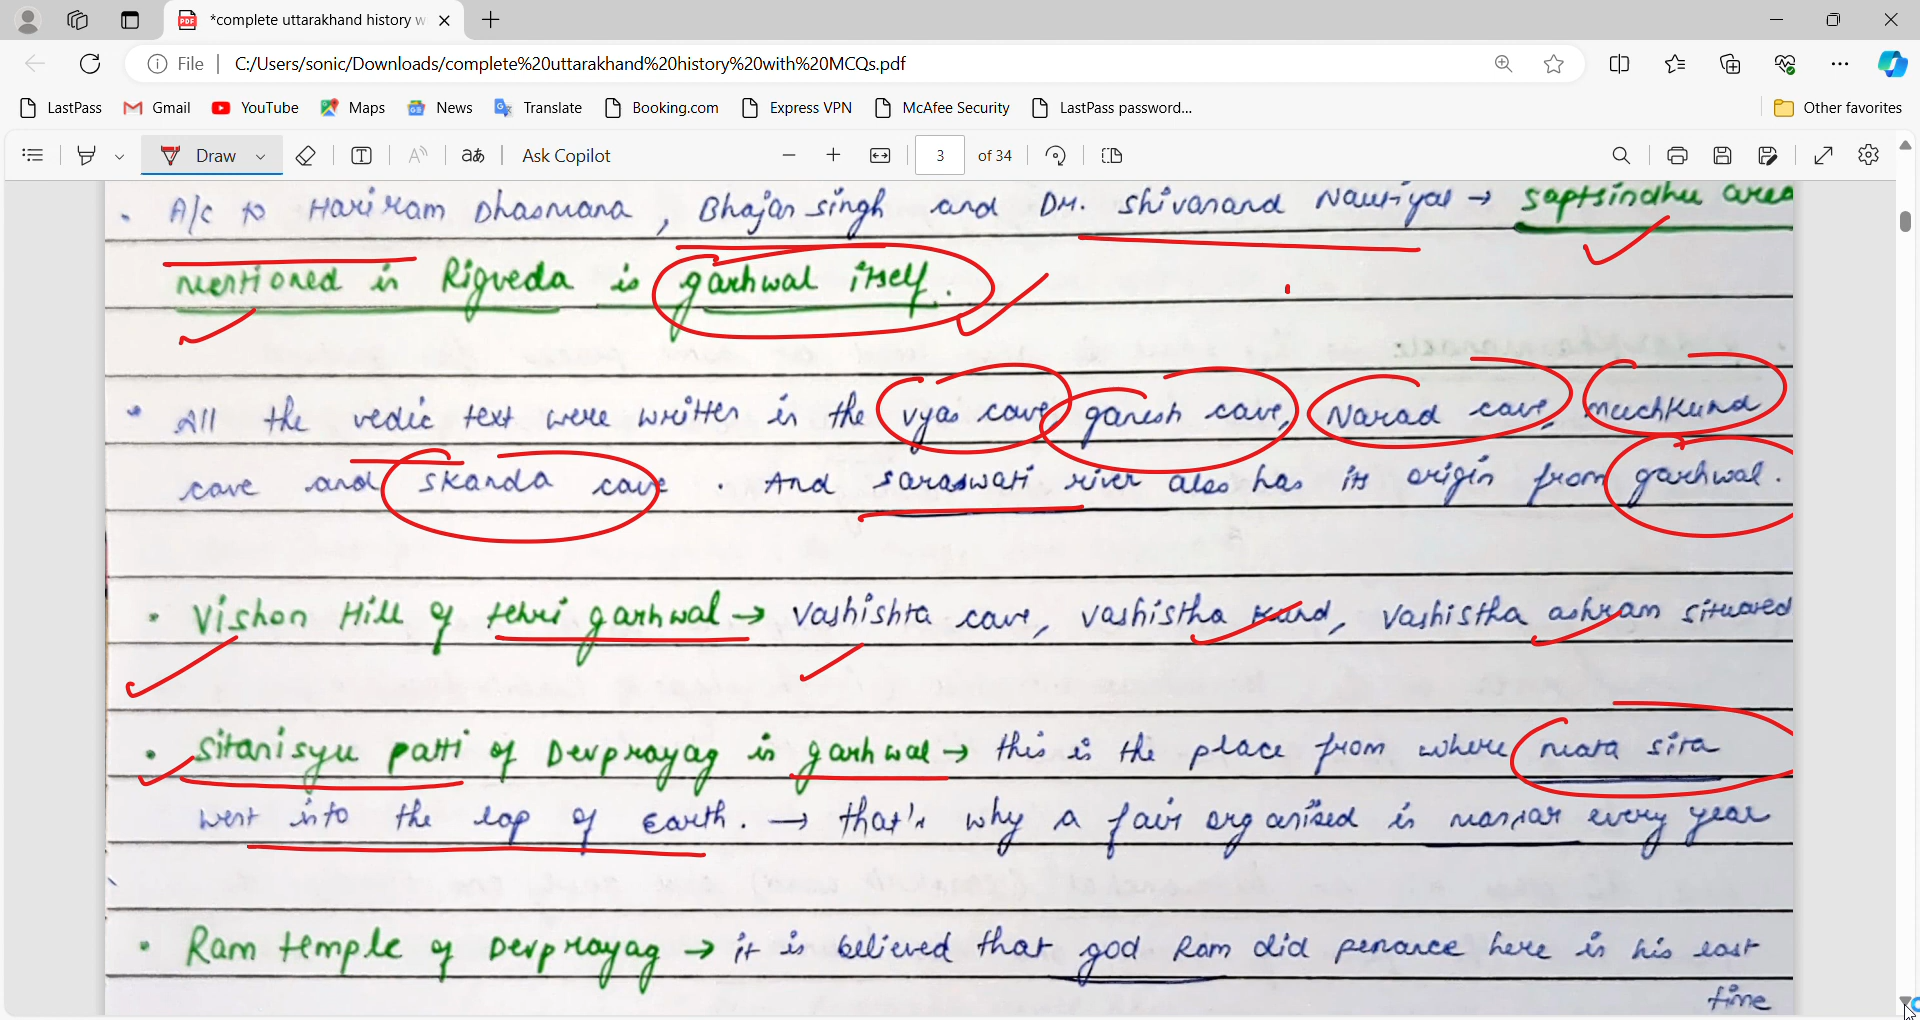 *complete uttarakhand history w
File
C:/Users/sonic/Downloads/complete%20uttarakhand%20history%20with%20MCQs.pdf
LastPass Gmail YouTube Maps News Translate Booking.com Express VPN McAfee Security LastPass password... Other favorites
Draw T A aあ Ask Copilot 3 of 34
• A/c to Hariram Dhasmana, Bhajan singh and Dr. Shivanand Nautiyal → saptsindhu area
mentioned in Rigveda is garhwal itself.
• All the vedic text were written in the vyas cave, ganesh cave, Narad cave, muchkund
cave and skanda cave. And saraswati river also has its origin from garhwal.
• Vishon Hill of tehri garhwal → vashishta cave, vashistha kund, vashistha ashram situated
• Sitanisyu patti of Devprayag in garhwal → this is the place from where mata sita
went into the lap of Earth. → that's why a fair organised in mansar every year
• Ram temple of Devprayag → it is believed that god Ram did penance here in his last
time